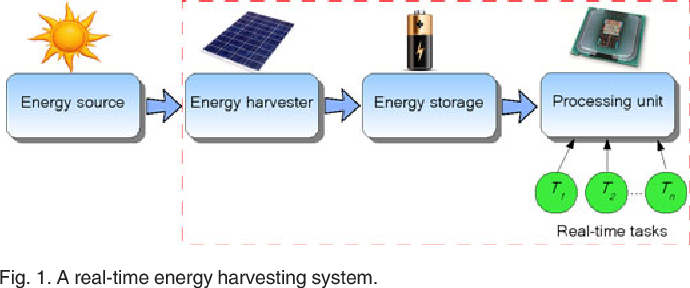 Energy source
Energy harvester
Energy storage
Processing unit
T1
T2
....
Tn
Real-time tasks
Fig. 1. A real-time energy harvesting system.